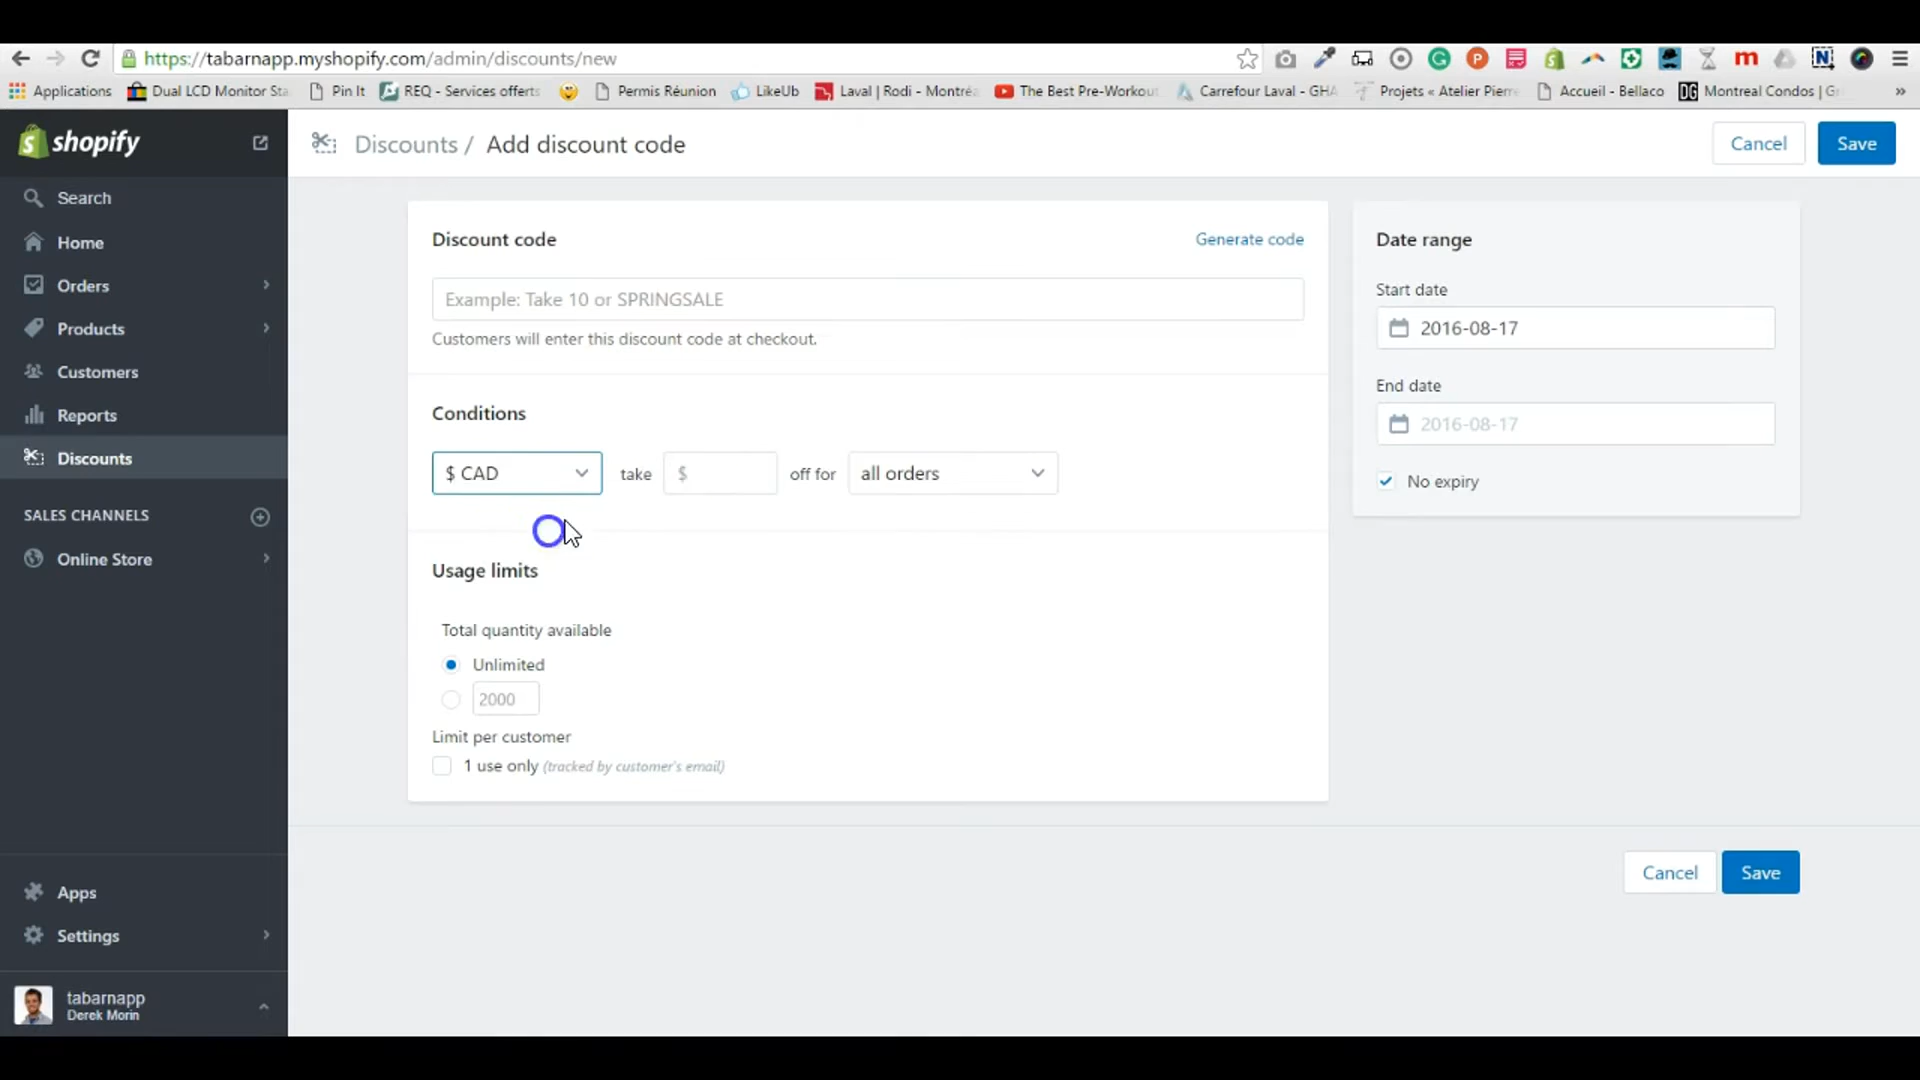 https://tabarnapp.myshopify.com/admin/discounts/new
Applications Dual LCD Monitor Sta Pin It REQ - Services offerts Permis Réunion LikeUb Laval | Rodi - Montréa The Best Pre-Workout Carrefour Laval - GHA Projets « Atelier Pierre Accueil - Bellaco DG Montreal Condos | Gr »
shopify
Discounts / Add discount code
Cancel
Save
Search
Home
Orders
Products
Customers
Reports
Discounts
SALES CHANNELS
Online Store
Apps
Settings
tabarnapp
Derek Morin
Discount code
Generate code
Example: Take 10 or SPRINGSALE
Customers will enter this discount code at checkout.
Conditions
$ CAD take $ off for all orders
Usage limits
Total quantity available
Unlimited
2000
Limit per customer
1 use only (tracked by customer's email)
Date range
Start date
2016-08-17
End date
2016-08-17
No expiry
Cancel
Save